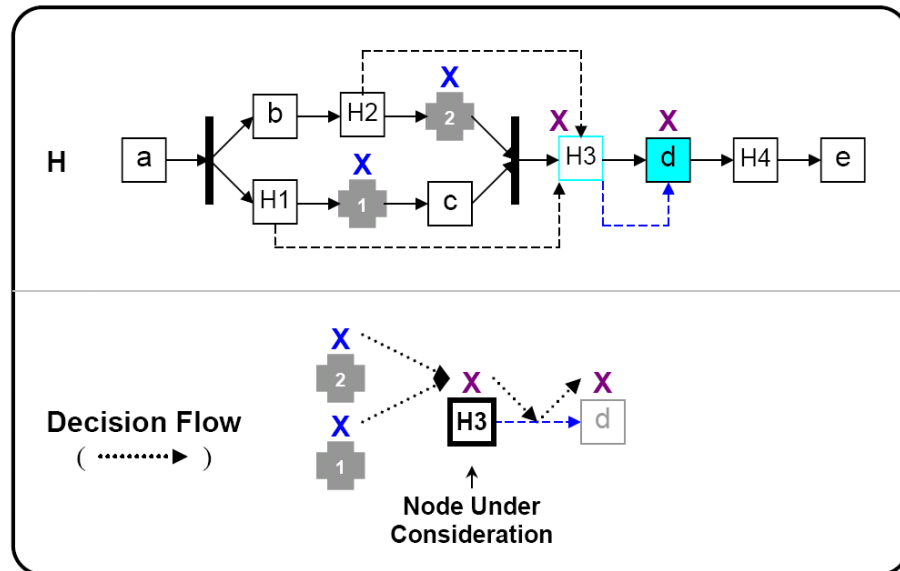 X
b
H2
2
X
X
H
a
X
H3
d
H4
e
H1
1
c
X
2
X
X
X
Decision Flow
H3
d
( )
1
Node Under
Consideration